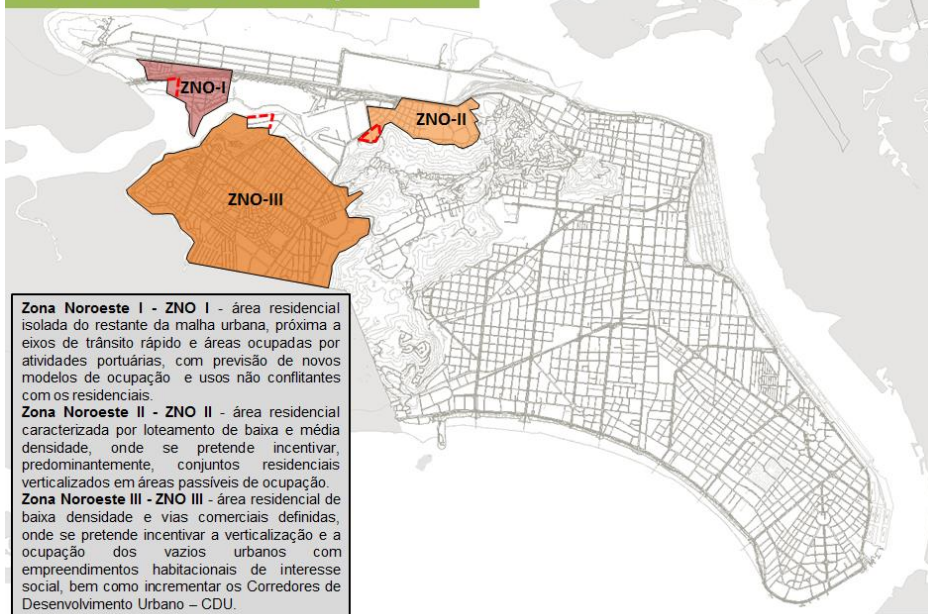 ZNO-I
ZNO-II
ZNO-III
Zona Noroeste I - ZNO I - área residencial
isolada do restante da malha urbana, próxima a
eixos de trânsito rápido e áreas ocupadas por
atividades portuárias, com previsão de novos
modelos de ocupação e usos não conflitantes
com os residenciais.
Zona Noroeste II - ZNO II - área residencial
caracterizada por loteamento de baixa e média
densidade, onde se pretende incentivar,
predominantemente, conjuntos residenciais
verticalizados em áreas passíveis de ocupação.
Zona Noroeste III - ZNO III - área residencial de
baixa densidade e vias comerciais definidas,
onde se pretende incentivar a verticalização e a
ocupação dos vazios urbanos com
empreendimentos habitacionais de interesse
social, bem como incrementar os Corredores de
Desenvolvimento Urbano – CDU.